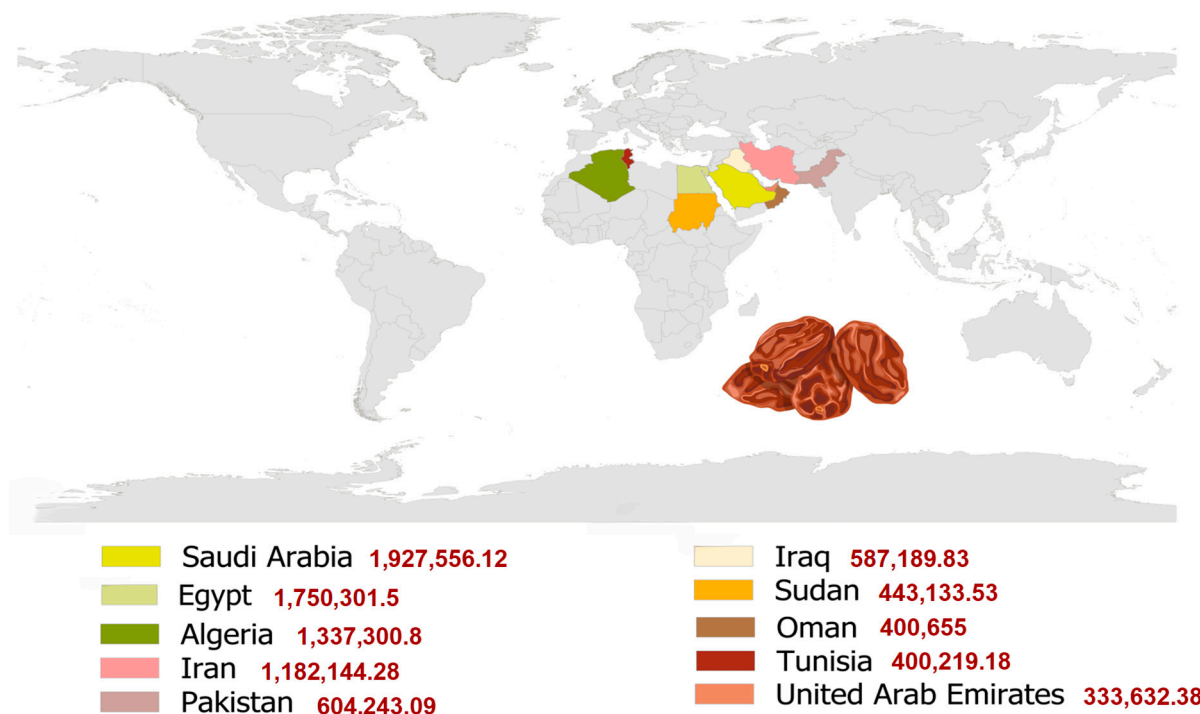 Saudi Arabia 1,927,556.12
Egypt 1,750,301.5
Algeria 1,337,300.8
Iran 1,182,144.28
Pakistan 604,243.09
Iraq 587,189.83
Sudan 443,133.53
Oman 400,655
Tunisia 400,219.18
United Arab Emirates 333,632.38